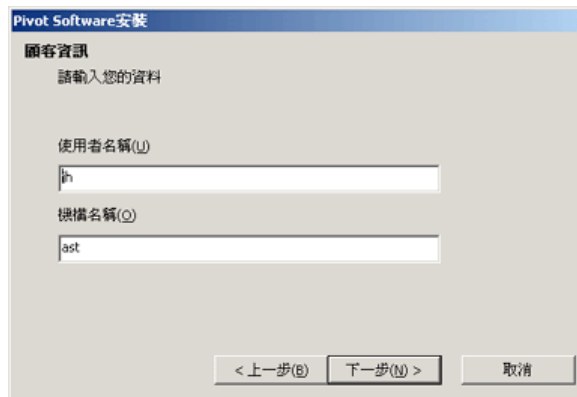 Pivot Software安裝
顧客資訊
請輸入您的資料
使用者名稱(U)
jh
機構名稱(O)
ast
< 上一步(B)
下一步(N) >
取消